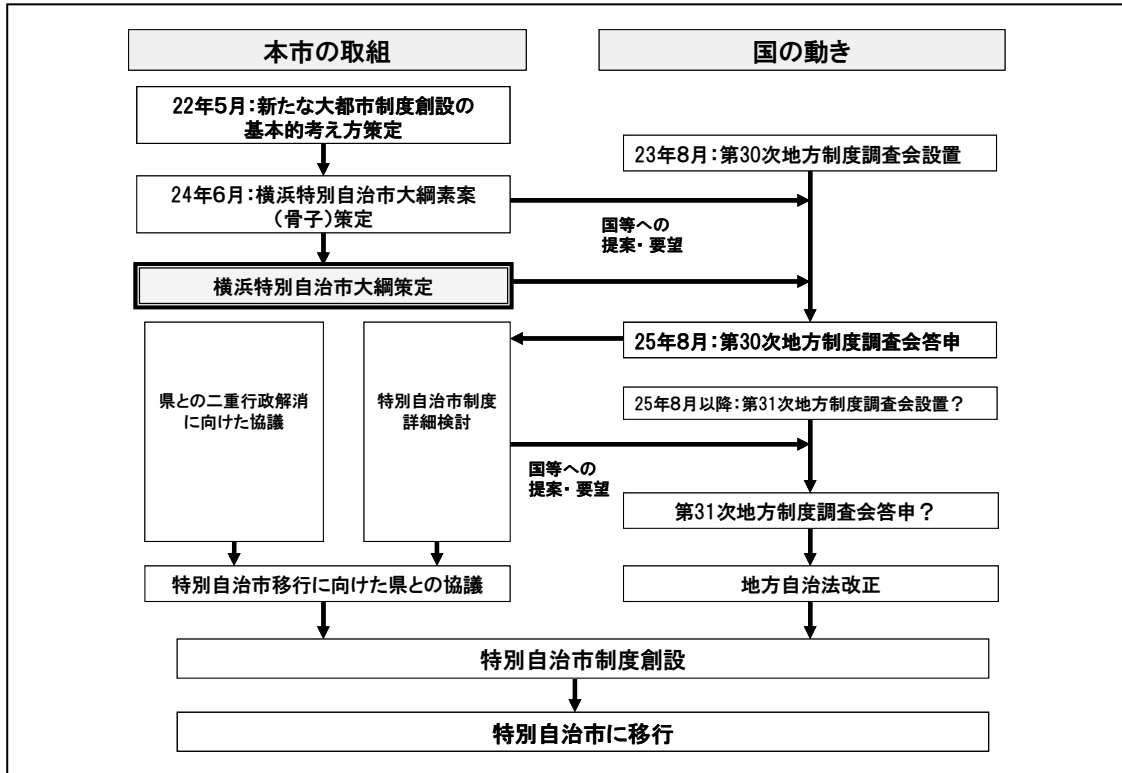 本市の取組
国の動き
22年5月：新たな大都市制度創設の
基本的考え方策定
23年8月：第30次地方制度調査会設置
24年6月：横浜特別自治市大綱素案
（骨子）策定
国等への
提案・要望
横浜特別自治市大綱策定
25年8月：第30次地方制度調査会答申
県との二重行政解消
に向けた協議
特別自治市制度
詳細検討
25年8月以降：第31次地方制度調査会設置？
国等への
提案・要望
第31次地方制度調査会答申？
特別自治市移行に向けた県との協議
地方自治法改正
特別自治市制度創設
特別自治市に移行